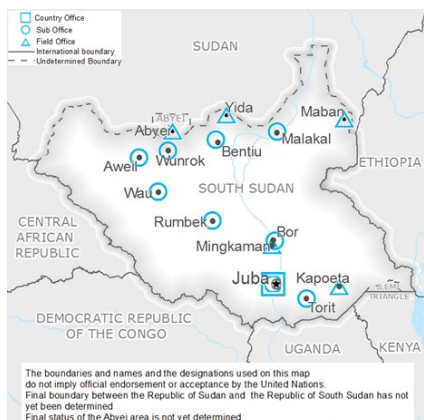 Country Office
Sub Office
Field Office
International boundary
Undetermined Boundary
SUDAN
Yida
Maban
ABYEI
Abyei
Malakal
Bentiu
Wunrok
Aweil
ETHIOPIA
SOUTH SUDAN
Wau
CENTRAL
AFRICAN
REPUBLIC
Rumbek
Bor
Mingkaman
Juba
Kapoeta
ILEMI
TRIANGLE
Torit
DEMOCRATIC REPUBLIC
OF THE CONGO
UGANDA
KENYA
The boundaries and names and the designations used on this map
do not imply official endorsement or acceptance by the United Nations.
Final boundary between the Republic of Sudan and the Republic of South Sudan has not
yet been determined
Final status of the Abyei area is not yet determined